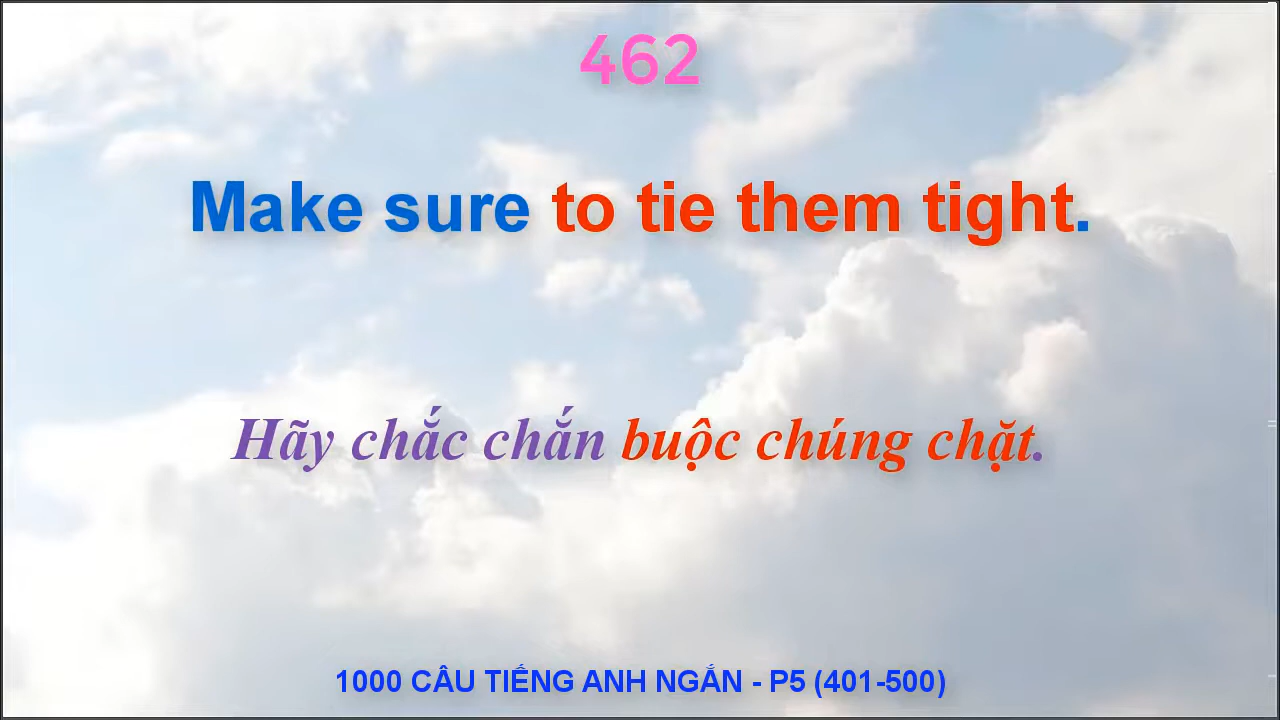 462
Make sure to tie them tight.
Hãy chắc chắn buộc chúng chặt.
1000 CÂU TIẾNG ANH NGẮN - P5 (401-500)